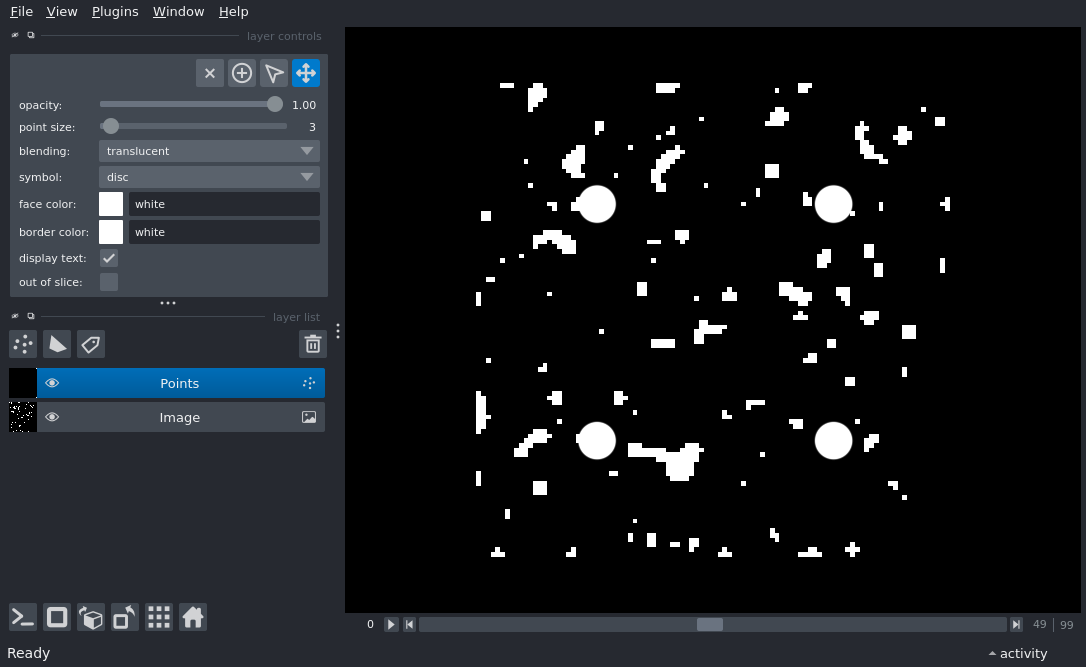 File View Plugins Window Help
layer controls
opacity: 1.00
point size: 3
blending: translucent
symbol: disc
face color: white
border color: white
display text:
out of slice:
layer list
Points
Image
0 49 | 99
Ready activity